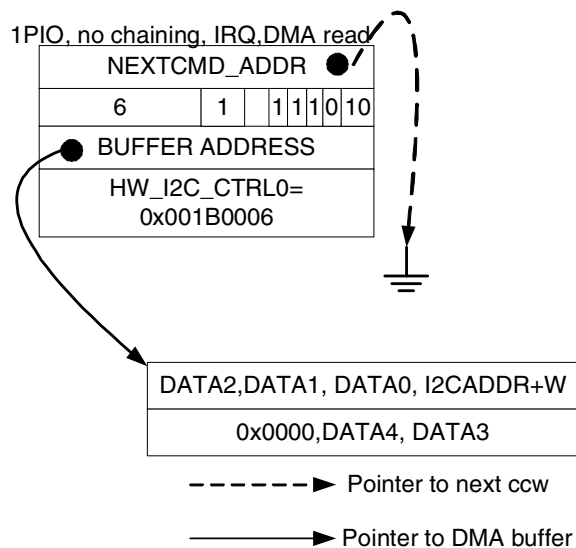 1PIO, no chaining, IRQ,DMA read
NEXTCMD_ADDR
6 1 1 1 1 0 10
BUFFER ADDRESS
HW_I2C_CTRL0=
0x001B0006
DATA2,DATA1, DATA0, I2CADDR+W
0x0000,DATA4, DATA3
Pointer to next ccw
Pointer to DMA buffer